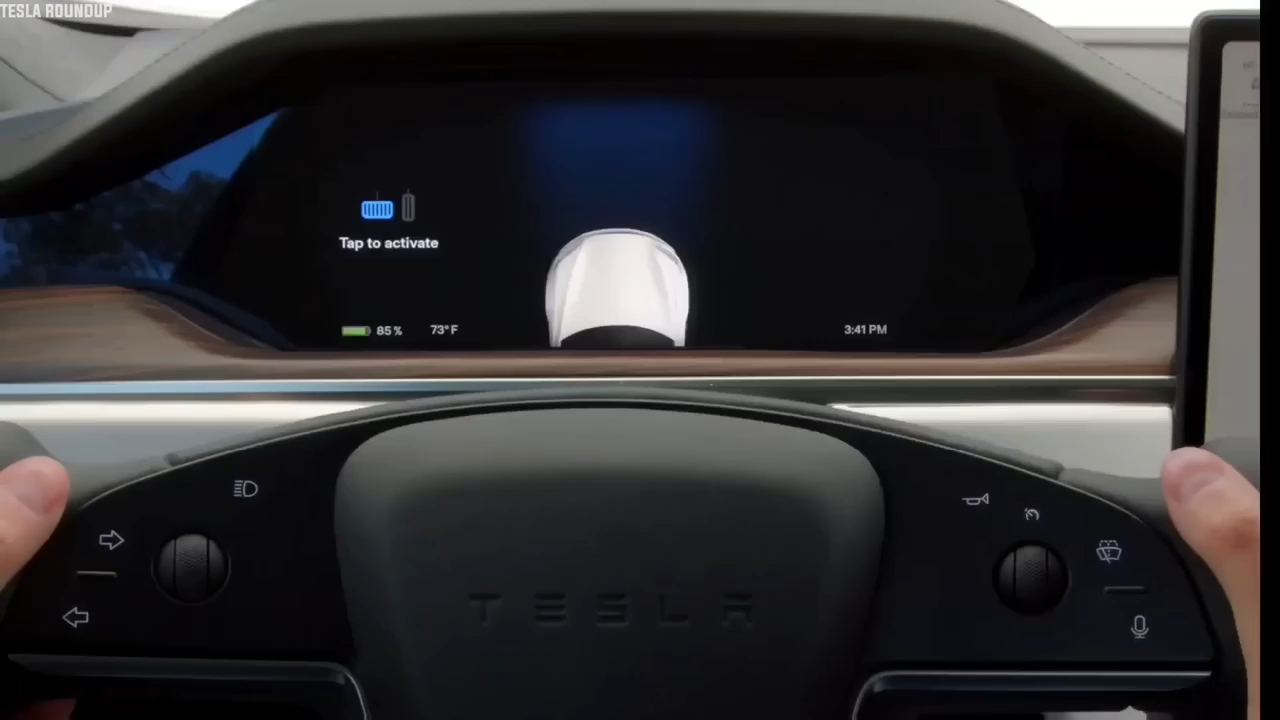 TESLA ROUNDUP
Tap to activate
85 %
73°F
3:41 PM
TESLA